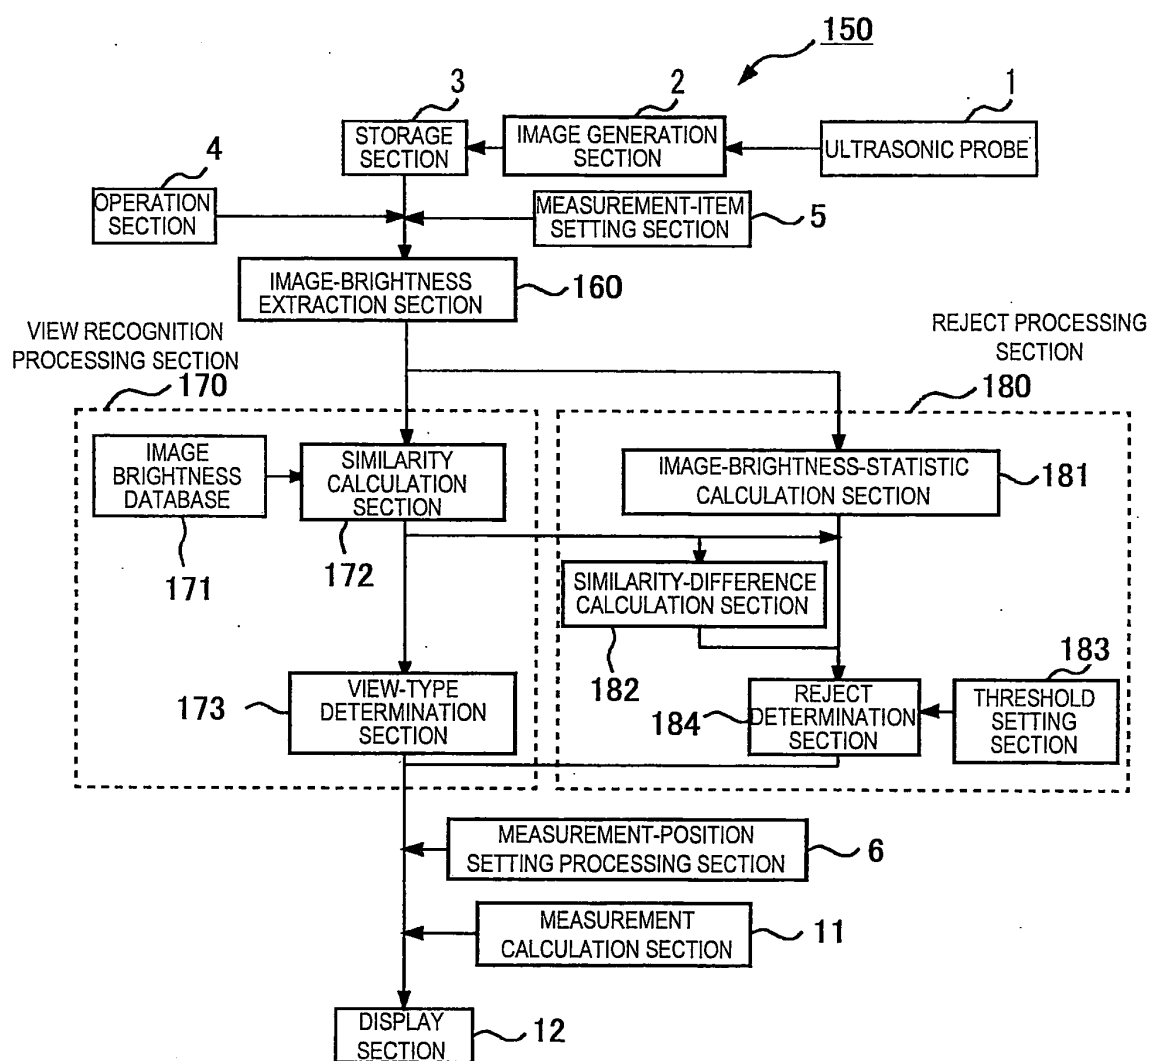 150
3
2
1
STORAGE
SECTION
IMAGE GENERATION
SECTION
ULTRASONIC PROBE
4
OPERATION
SECTION
MEASUREMENT-ITEM
SETTING SECTION
5
IMAGE-BRIGHTNESS
EXTRACTION SECTION
160
VIEW RECOGNITION
PROCESSING SECTION
170
REJECT PROCESSING
SECTION
180
IMAGE
BRIGHTNESS
DATABASE
171
SIMILARITY
CALCULATION
SECTION
172
IMAGE-BRIGHTNESS-STATISTIC
CALCULATION SECTION
181
SIMILARITY-DIFFERENCE
CALCULATION SECTION
182
173
VIEW-TYPE
DETERMINATION
SECTION
184
REJECT
DETERMINATION
SECTION
183
THRESHOLD
SETTING
SECTION
MEASUREMENT-POSITION
SETTING PROCESSING SECTION
6
MEASUREMENT
CALCULATION SECTION
11
DISPLAY
SECTION
12